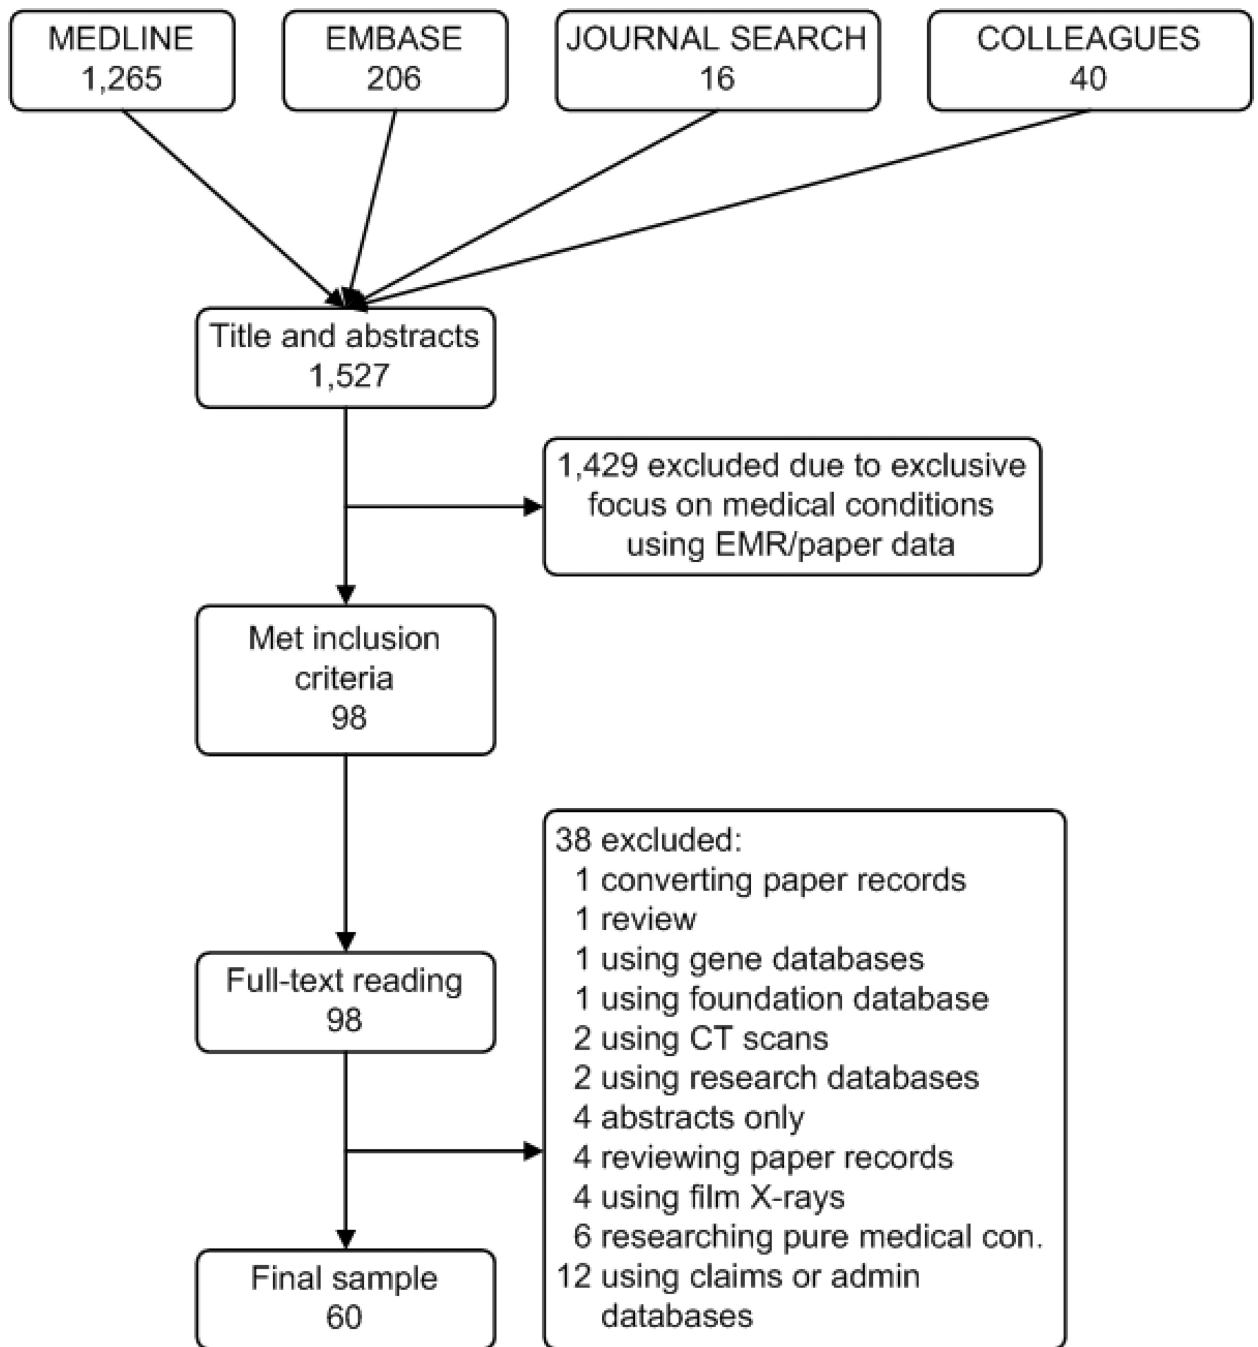 MEDLINE
1,265
EMBASE
206
JOURNAL SEARCH
16
COLLEAGUES
40
Title and abstracts
1,527
1,429 excluded due to exclusive
focus on medical conditions
using EMR/paper data
Met inclusion
criteria
98
Full-text reading
98
38 excluded:
1 converting paper records
1 review
1 using gene databases
1 using foundation database
2 using CT scans
2 using research databases
4 abstracts only
4 reviewing paper records
4 using film X-rays
6 researching pure medical con.
12 using claims or admin
databases
Final sample
60